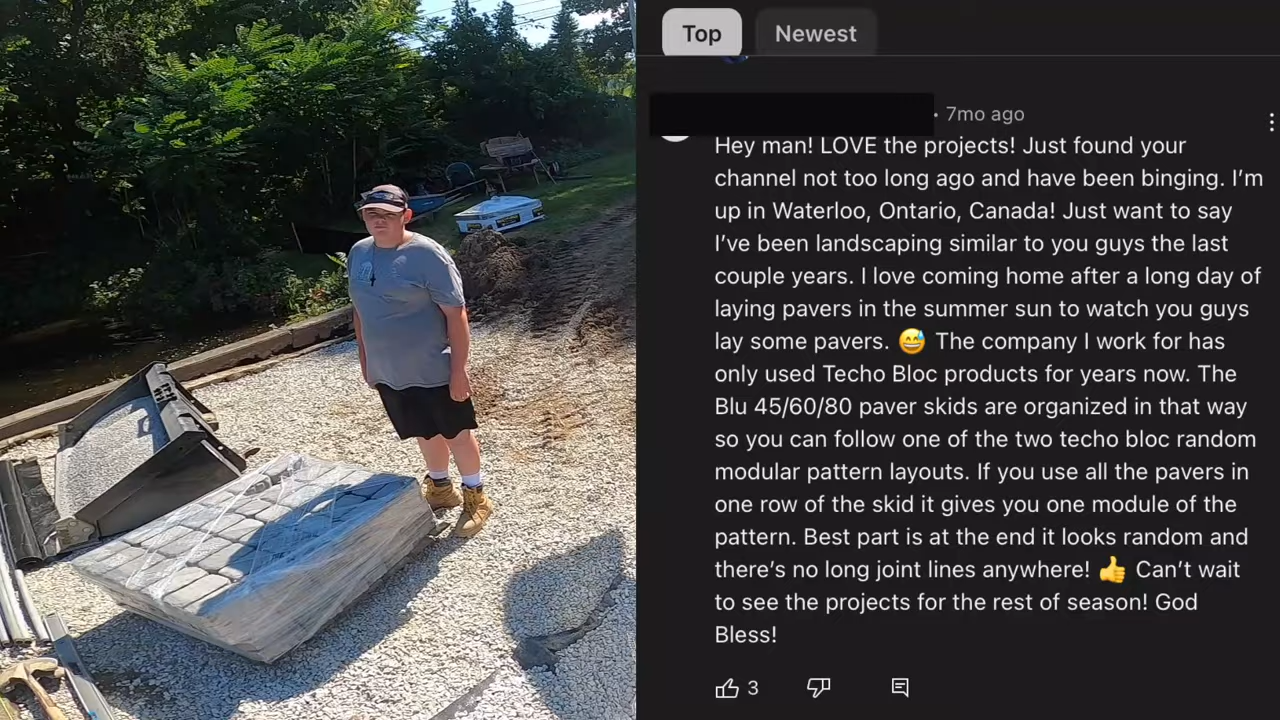 Top
Newest
• 7mo ago
Hey man! LOVE the projects! Just found your
channel not too long ago and have been binging. I'm
up in Waterloo, Ontario, Canada! Just want to say
I've been landscaping similar to you guys the last
couple years. I love coming home after a long day of
laying pavers in the summer sun to watch you guys
lay some pavers. 😅 The company I work for has
only used Techo Bloc products for years now. The
Blu 45/60/80 paver skids are organized in that way
so you can follow one of the two techo bloc random
modular pattern layouts. If you use all the pavers in
one row of the skid it gives you one module of the
pattern. Best part is at the end it looks random and
there's no long joint lines anywhere! 👍 Can't wait
to see the projects for the rest of season! God
Bless!
3